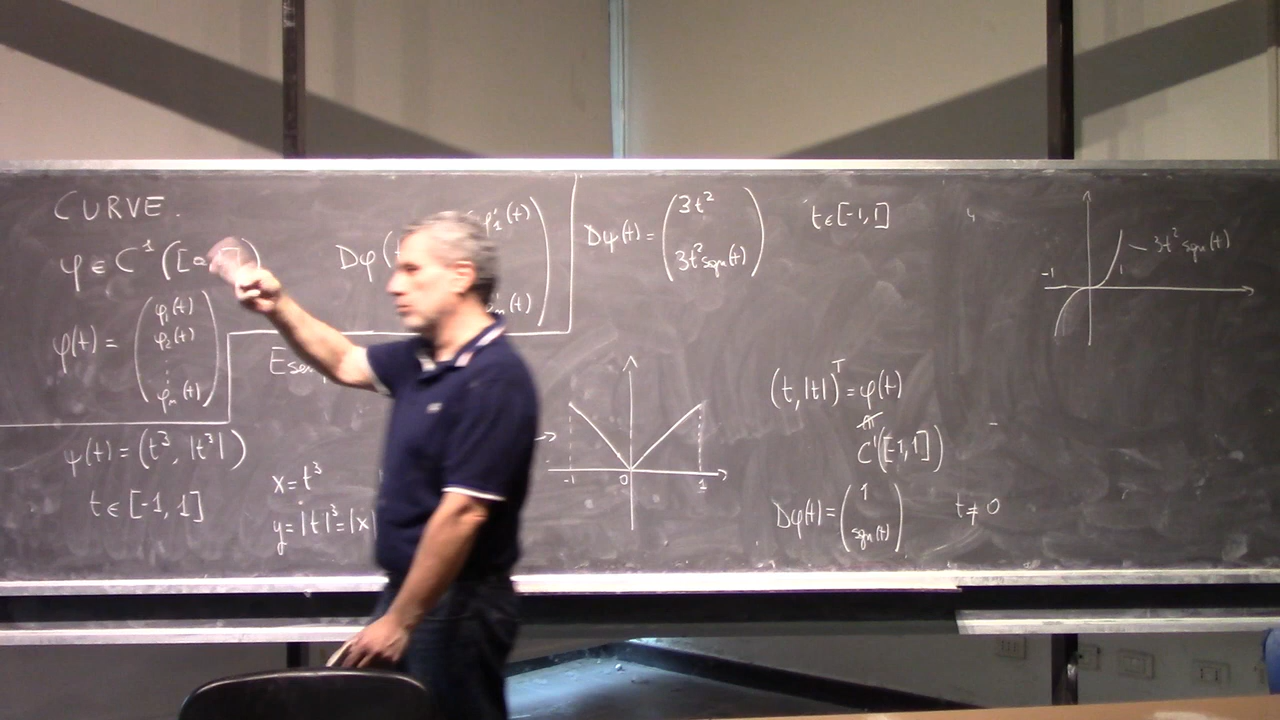 CURVE.
φ ∈ C¹([a
φ(t) = (φ₁(t)
φ₂(t)
⋮
φₘ(t))
Dφ(t
φ'₁(t)
φ'ₘ(t)
ψ(t) = (t³, |t³|)
t ∈ [-1, 1]
x = t³
y = |t|³ = |x|
-1 0 1
Dψ(t) = (3t²
3t² sgn(t))
t ∈ [-1, 1]
(t, |t|)ᵀ = φ(t)
∉
C¹([-1, 1])
Dφ(t) = (1
sgn(t))
t ≠ 0
-1 1
3t² sgn(t)